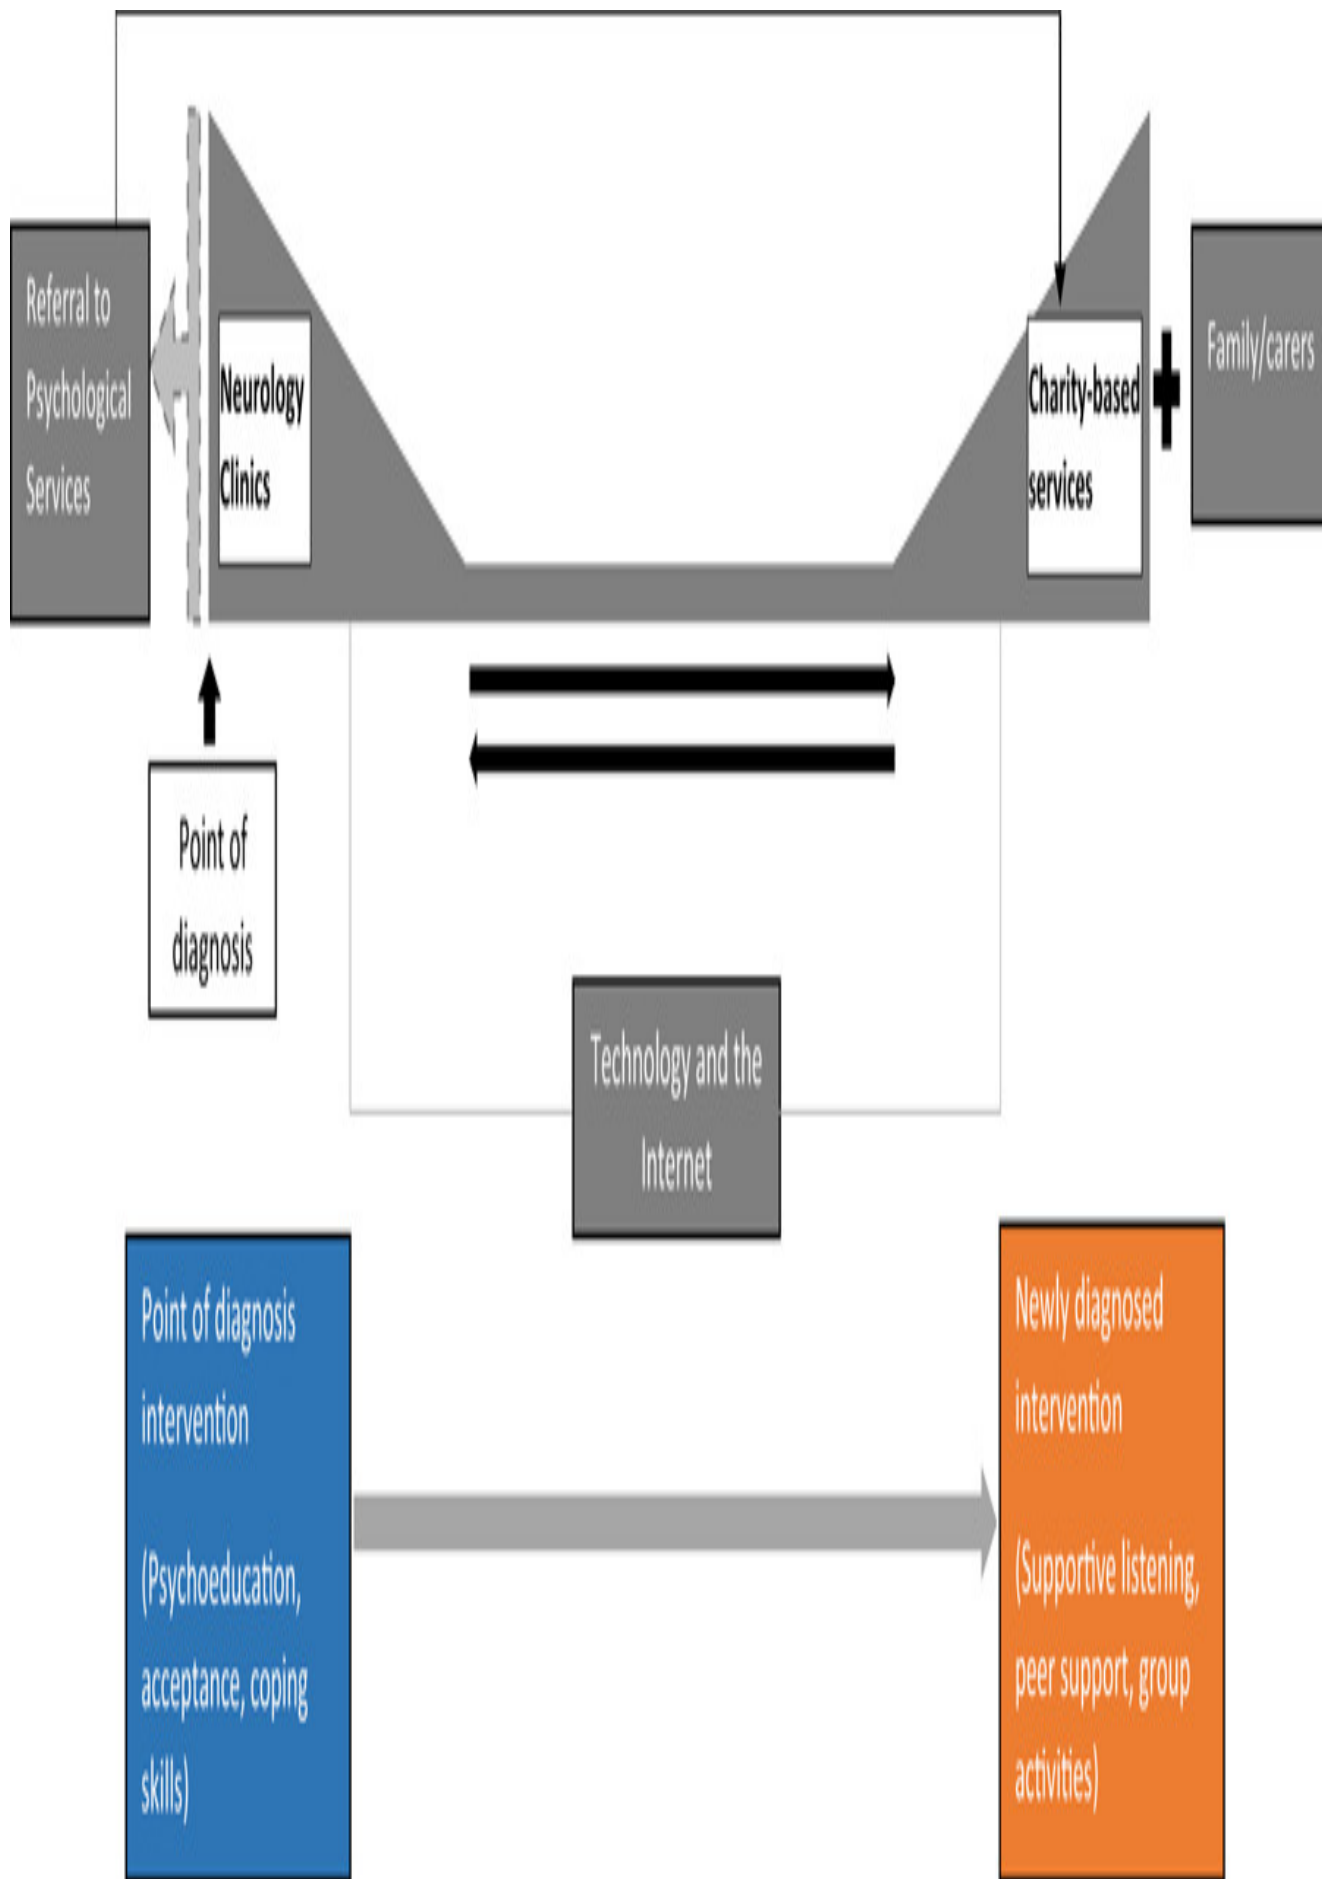 Referral to
Psychological
Services
Neurology
Clinics
Charity-based
services
Family/carers
Point of
diagnosis
Technology and the
Internet
Point of diagnosis
intervention
(Psychoeducation,
acceptance, coping
skills)
Newly diagnosed
intervention
(Supportive listening,
peer support, group
activities)